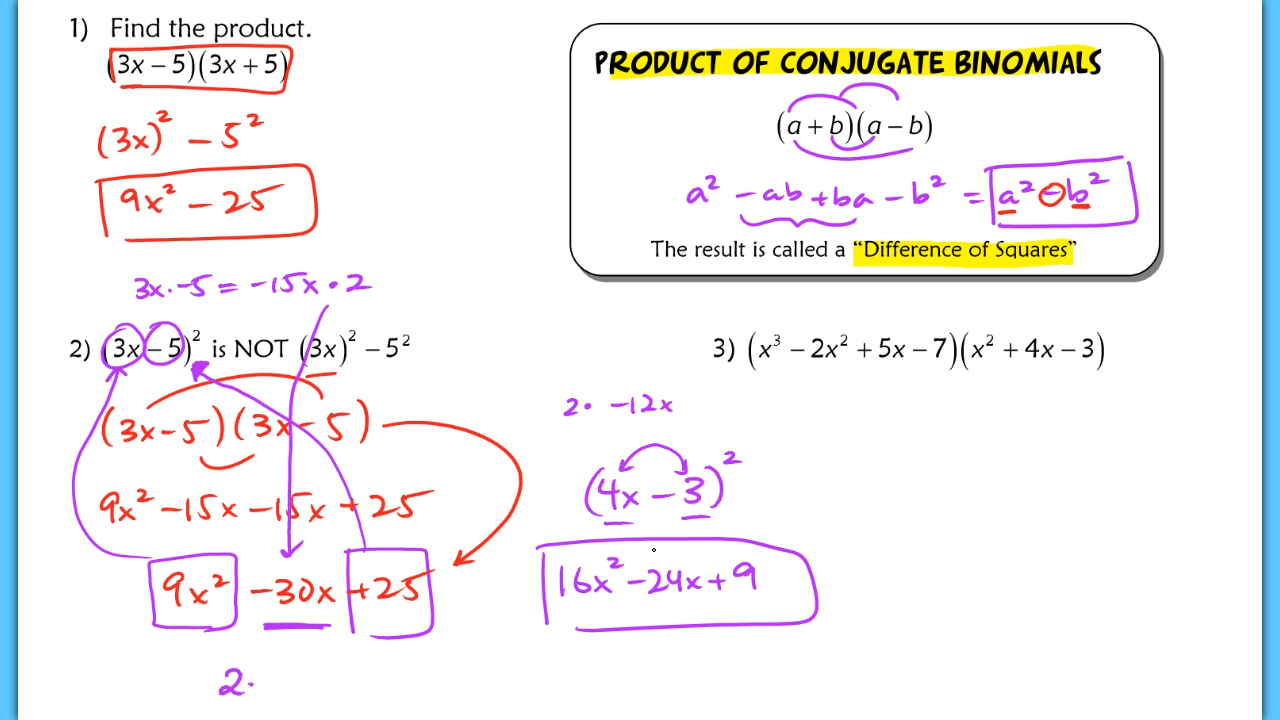 1) Find the product.
(3x − 5)(3x + 5)
(3x)² − 5²
9x² − 25
PRODUCT OF CONJUGATE BINOMIALS
(a + b)(a − b)
a² − ab + ba − b² = a² − b²
The result is called a “Difference of Squares”
3x · -5 = -15x · 2
2) (3x − 5)² is NOT (3x)² − 5²
(3x − 5)(3x − 5)
9x² − 15x − 15x + 25
9x² − 30x + 25
2·
3) (x³ − 2x² + 5x − 7)(x² + 4x − 3)
2· -12x
(4x − 3)²
16x² − 24x + 9